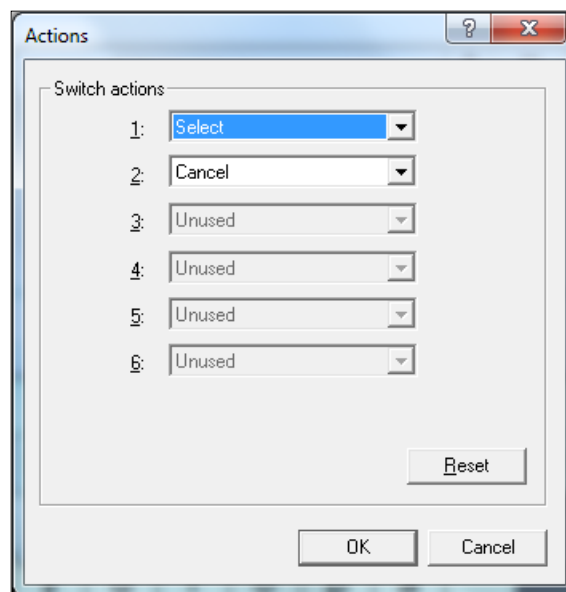 Actions
Switch actions
1: Select
2: Cancel
3: Unused
4: Unused
5: Unused
6: Unused
Reset
OK Cancel